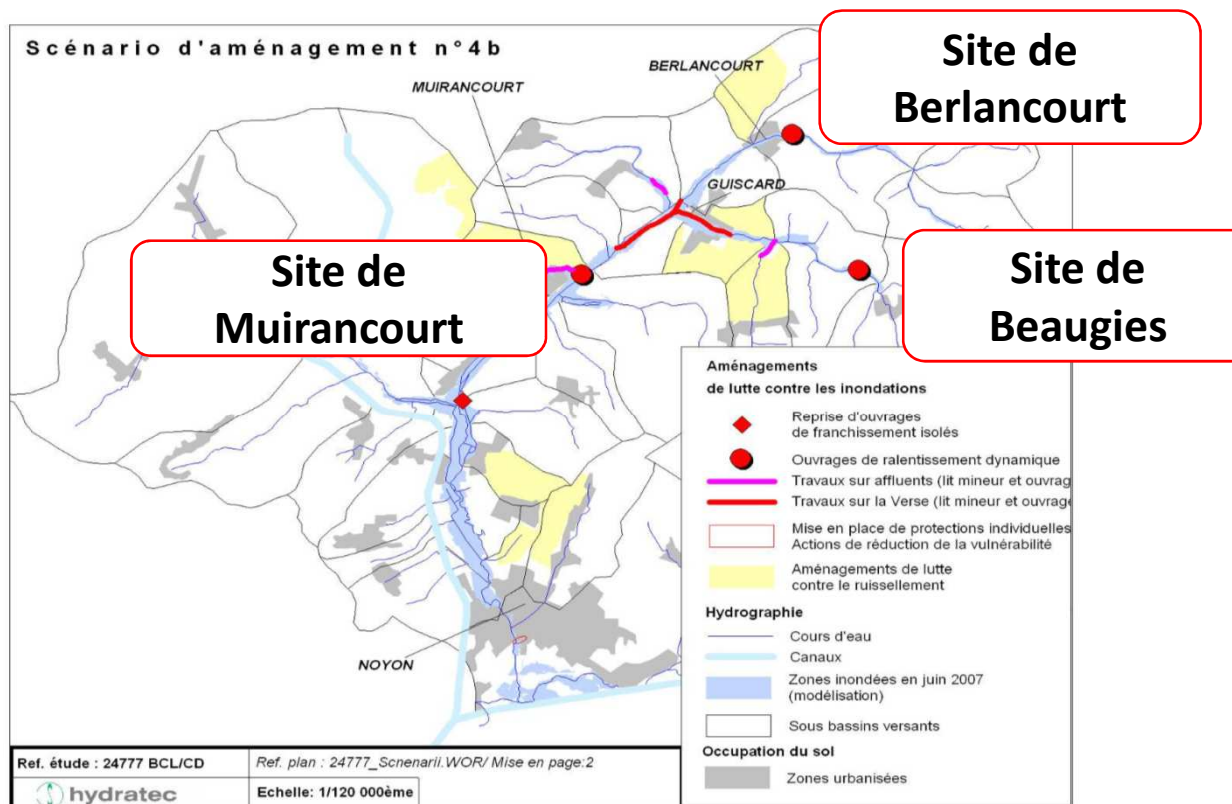 Scénario d'aménagement n°4b
Site de
Berlancourt
BERLANCOURT
MUIRANCOURT
GUISCARD
Site de
Muirancourt
Site de
Beaugies
NOYON
Aménagements
de lutte contre les inondations
Reprise d'ouvrages
de franchissement isolés
Ouvrages de ralentissement dynamique
Travaux sur affluents (lit mineur et ouvrag
Travaux sur la Verse (lit mineur et ouvrage
Mise en place de protections individuelles
Actions de réduction de la vulnérabilité
Aménagements de lutte
contre le ruissellement
Hydrographie
Cours d'eau
Canaux
Zones inondées en juin 2007
(modélisation)
Sous bassins versants
Occupation du sol
Zones urbanisées
Ref. étude : 24777 BCL/CD
Ref. plan : 24777_Scnenarii.WOR/ Mise en page:2
hydratec
Echelle: 1/120 000ème